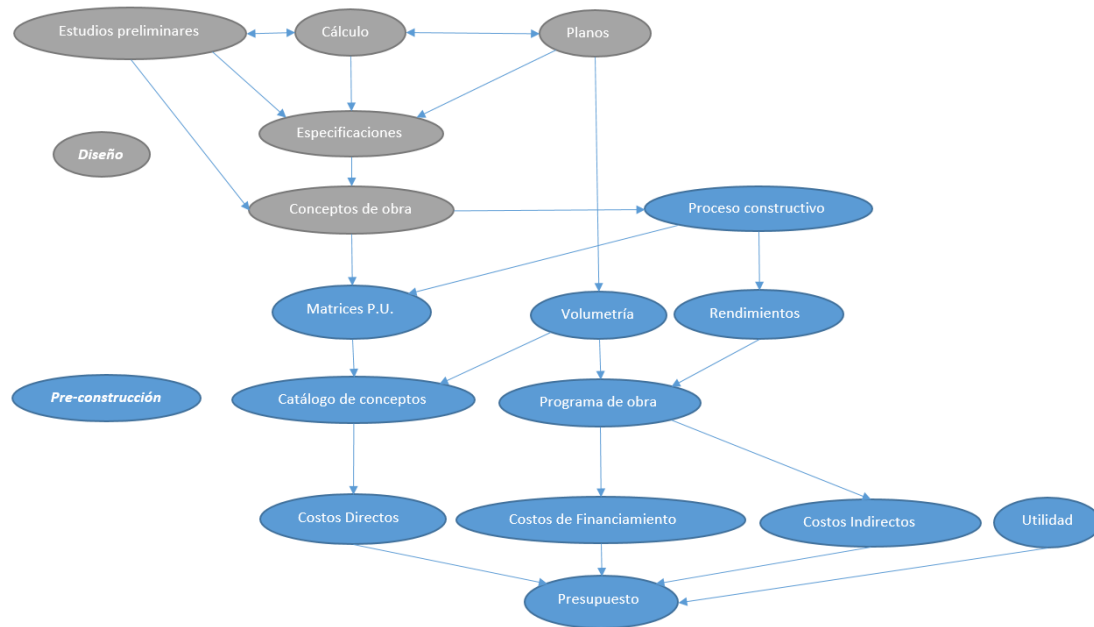 Estudios preliminares
Cálculo
Planos
Especificaciones
Diseño
Conceptos de obra
Proceso constructivo
Matrices P.U.
Volumetría
Rendimientos
Pre-construcción
Catálogo de conceptos
Programa de obra
Costos Directos
Costos de Financiamiento
Costos Indirectos
Utilidad
Presupuesto